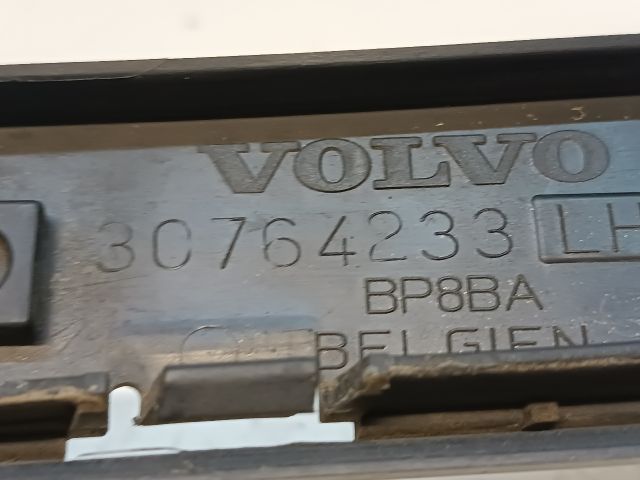 VOLVO
30764233 LH
BP8BA
BELGIEN